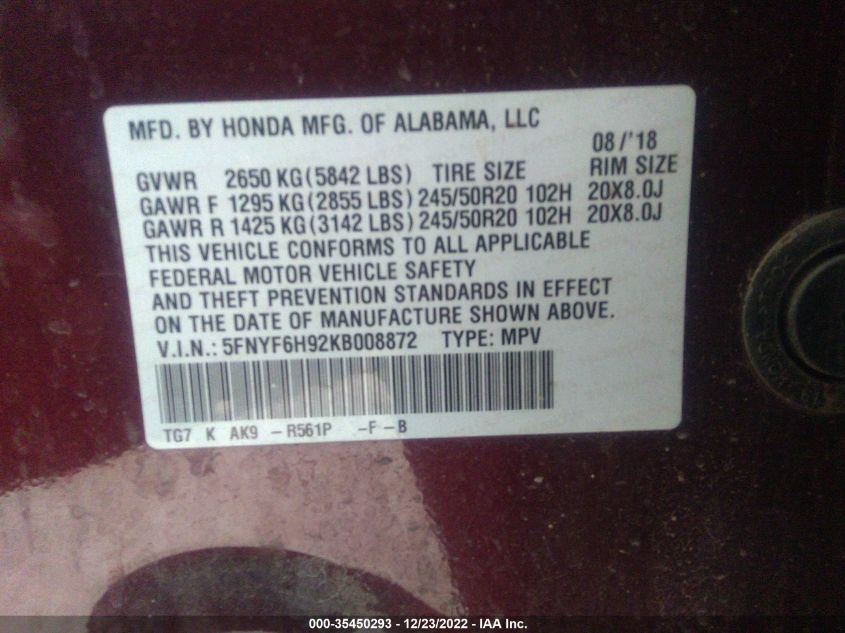 MFD. BY HONDA MFG. OF ALABAMA, LLC
08/'18
GVWR 2650 KG(5842 LBS) TIRE SIZE RIM SIZE
GAWR F 1295 KG(2855 LBS) 245/50R20 102H 20X8.0J
GAWR R 1425 KG(3142 LBS) 245/50R20 102H 20X8.0J
THIS VEHICLE CONFORMS TO ALL APPLICABLE
FEDERAL MOTOR VEHICLE SAFETY
AND THEFT PREVENTION STANDARDS IN EFFECT
ON THE DATE OF MANUFACTURE SHOWN ABOVE.
V.I.N.: 5FNYF6H92KB008872 TYPE: MPV
TG7 K AK9 -R561P -F-B
000-35450293 - 12/23/2022 - IAA Inc.